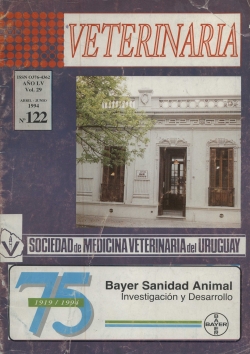 VETERINARIA
ISSN 0376-4362
AÑO LV
Vol. 29
ABRIL - JUNIO
1994
Nº 122
SOCIEDAD de MEDICINA VETERINARIA del URUGUAY
75
1919 / 1994
Bayer Sanidad Animal
Investigación y Desarrollo
BAYER